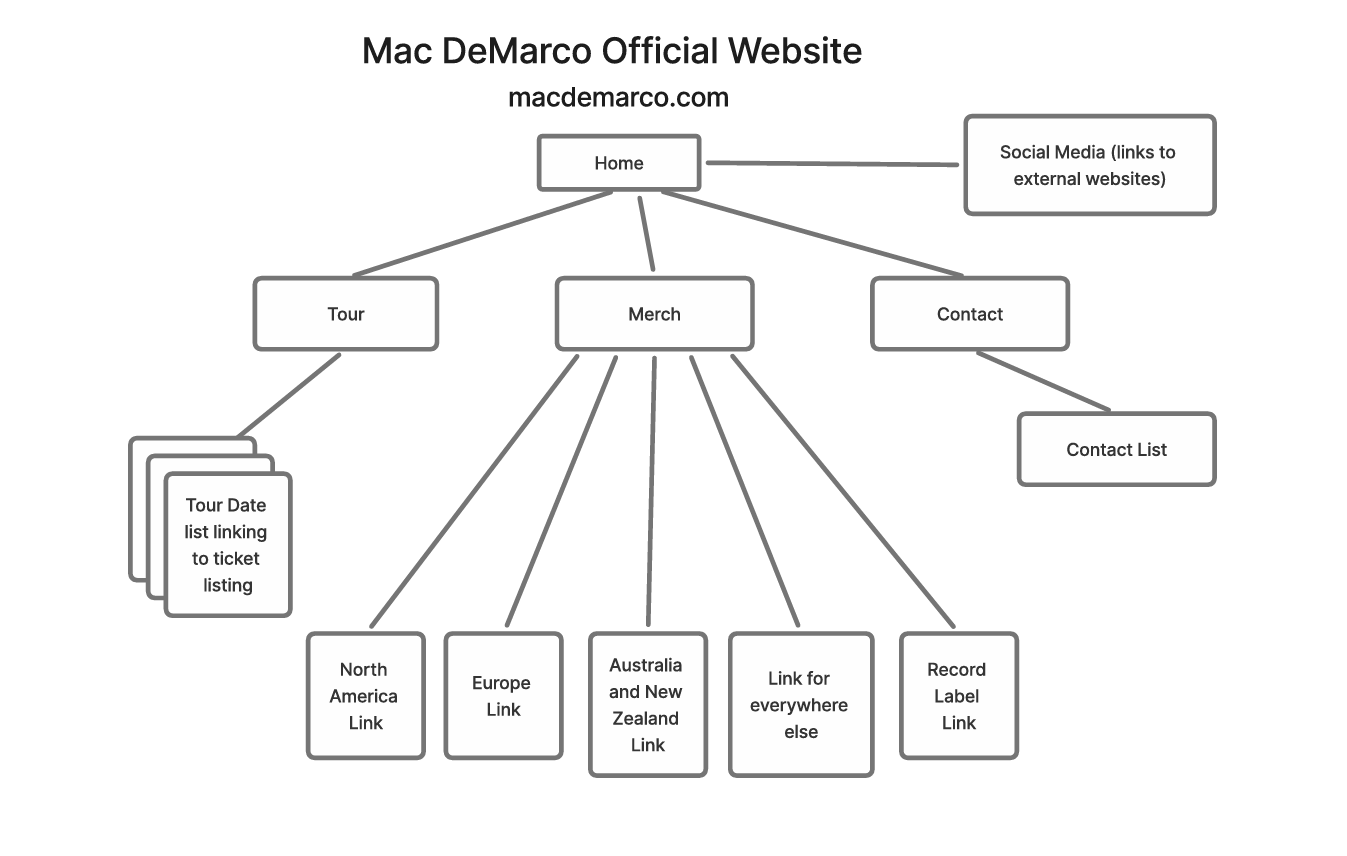 Mac DeMarco Official Website
macdemarco.com
Home
Social Media (links to
external websites)
Tour
Merch
Contact
Contact List
Tour Date
list linking
to ticket
listing
North
America
Link
Europe
Link
Australia
and New
Zealand
Link
Link for
everywhere
else
Record
Label
Link